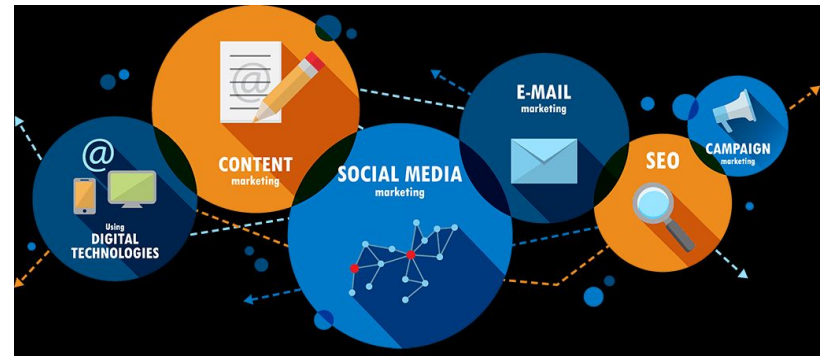 @
Using
DIGITAL
TECHNOLOGIES
@
CONTENT
marketing
SOCIAL MEDIA
marketing
E-MAIL
marketing
SEO
CAMPAIGN
marketing